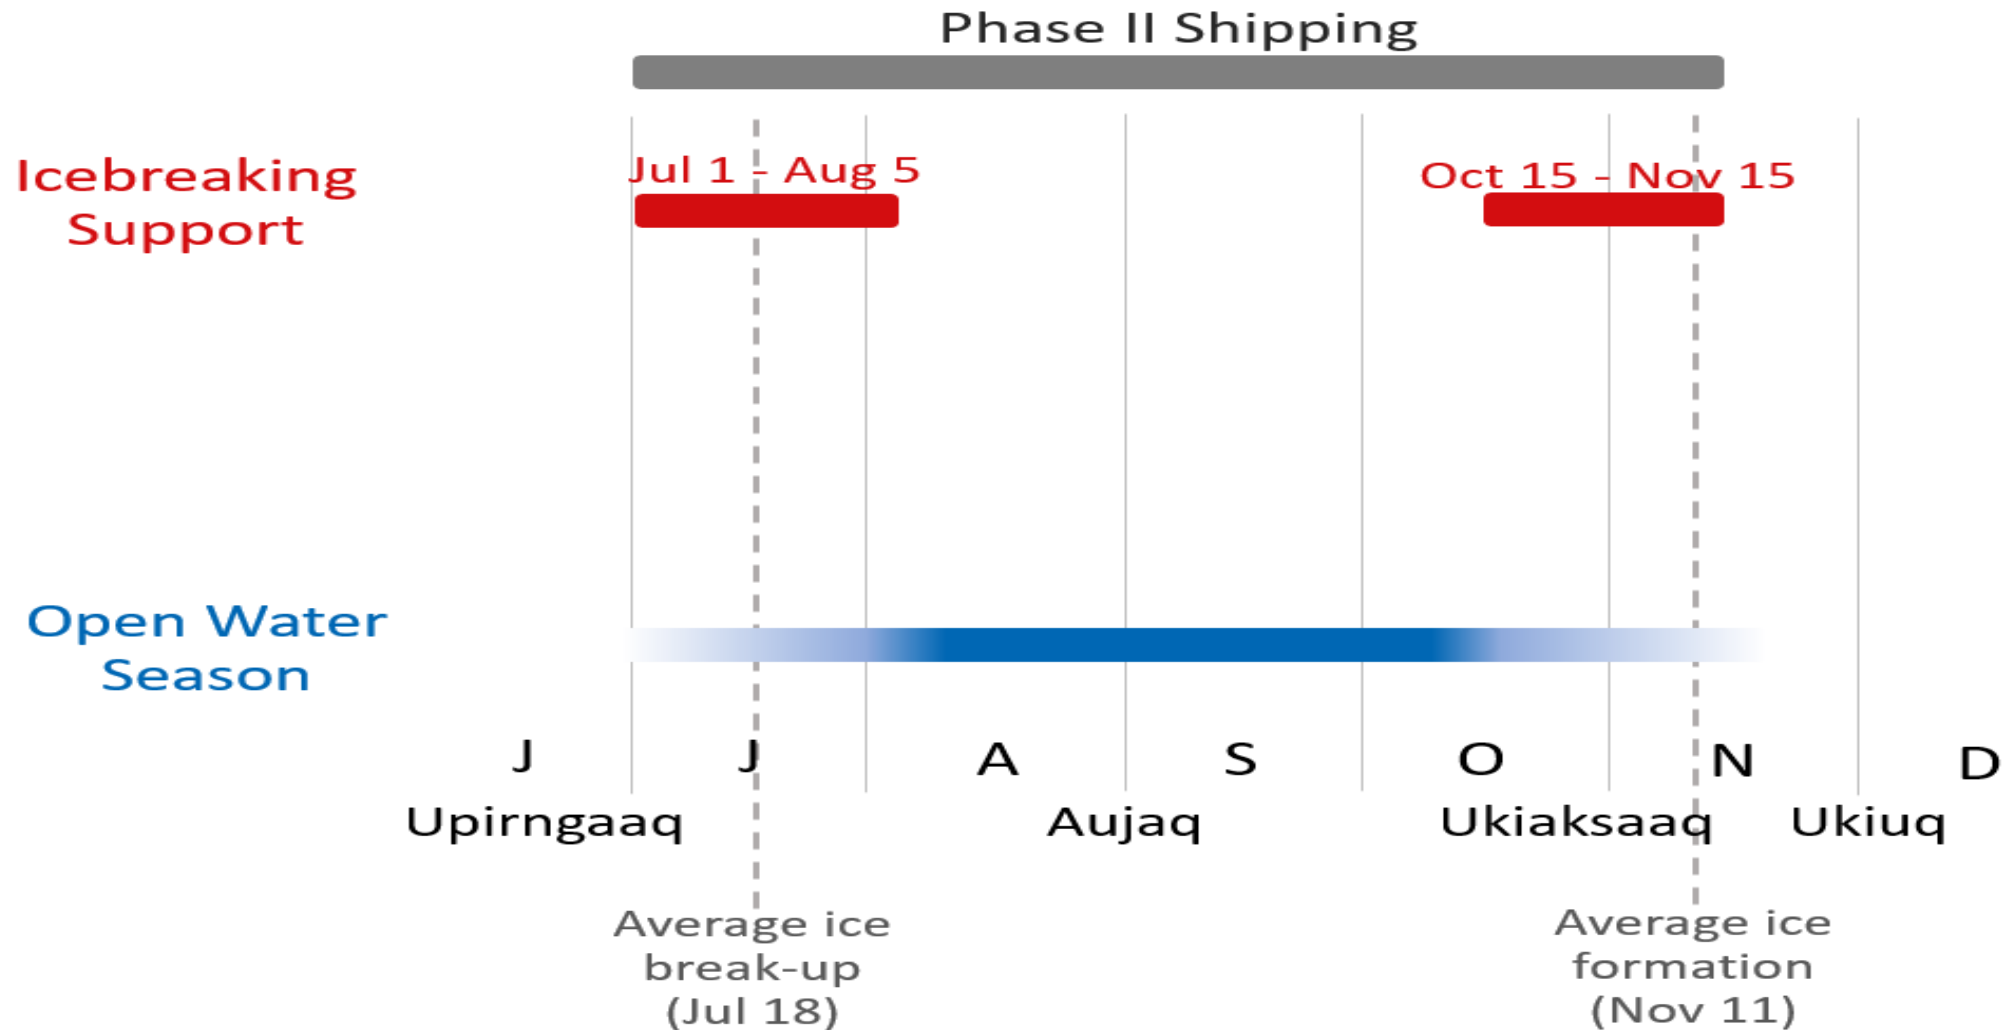 Phase II Shipping
Icebreaking
Support
Jul 1 - Aug 5
Oct 15 - Nov 15
Open Water
Season
J J A S O N D
Upirngaaq Aujaq Ukiaksaaq Ukiuq
Average ice
break-up
(Jul 18)
Average ice
formation
(Nov 11)